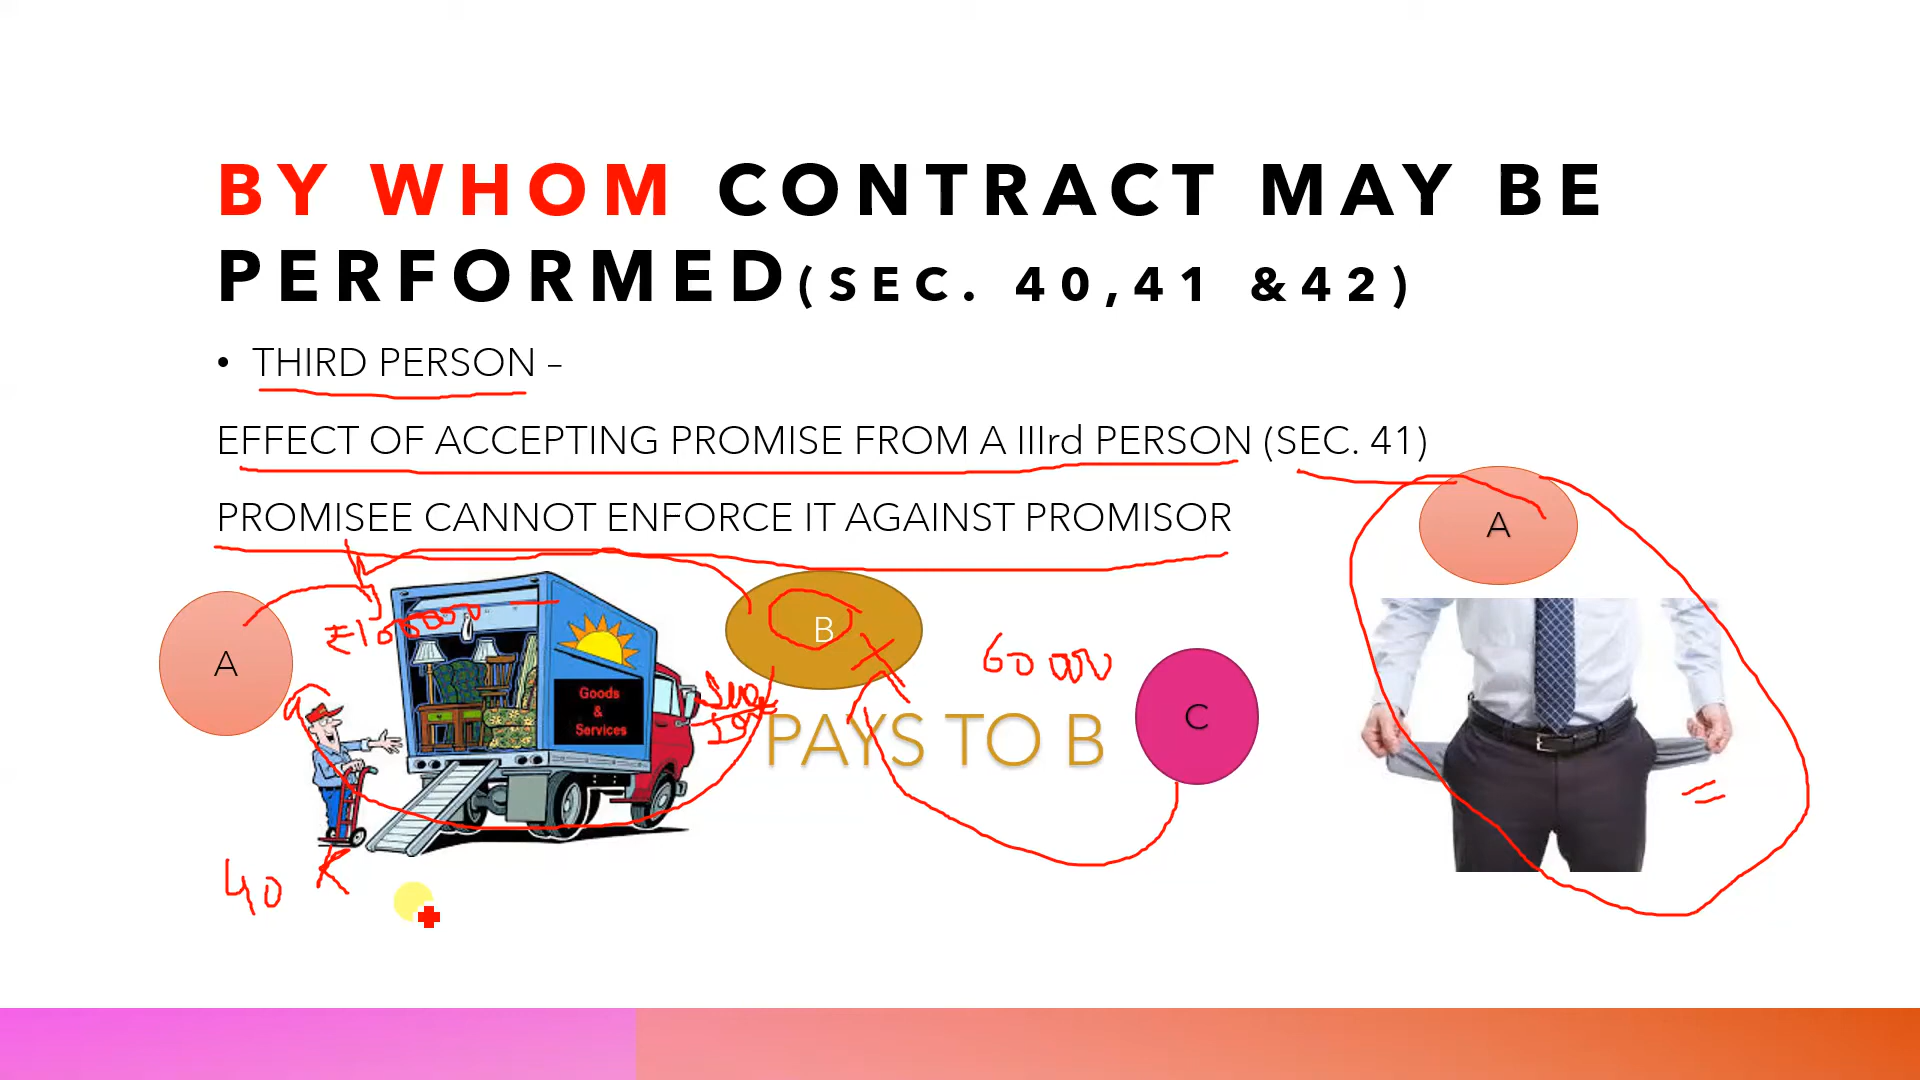 BY WHOM CONTRACT MAY BE
PERFORMED(SEC. 40,41 &42)
• THIRD PERSON –
EFFECT OF ACCEPTING PROMISE FROM A IIIrd PERSON (SEC. 41)
PROMISEE CANNOT ENFORCE IT AGAINST PROMISOR
A
A
B
C
Goods
&
Services
60000
PAYS TO B
40 K